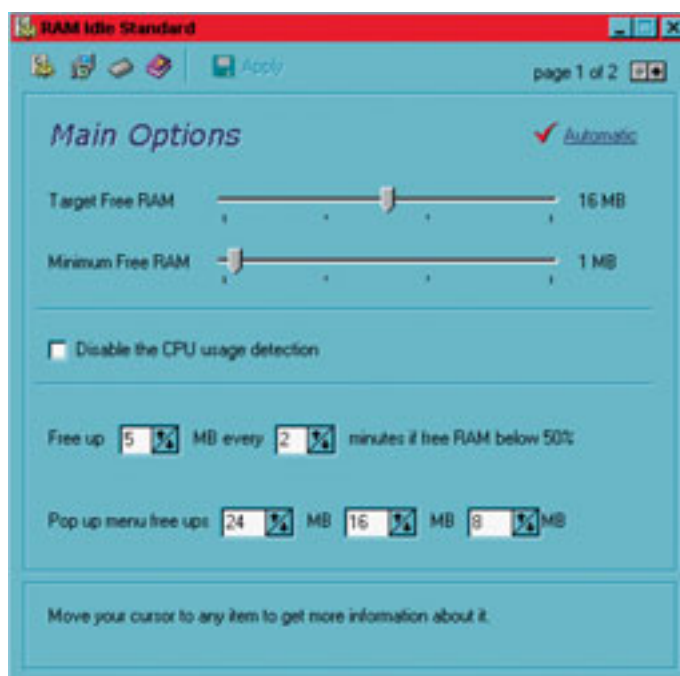 RAM Idle Standard
Apply
page 1 of 2
Main Options
Automatic
Target Free RAM 16 MB
Minimum Free RAM 1 MB
Disable the CPU usage detection
Free up 5 MB every 2 minutes if free RAM below 50%
Pop up menu free ups 24 MB 16 MB 8 MB
Move your cursor to any item to get more information about it.